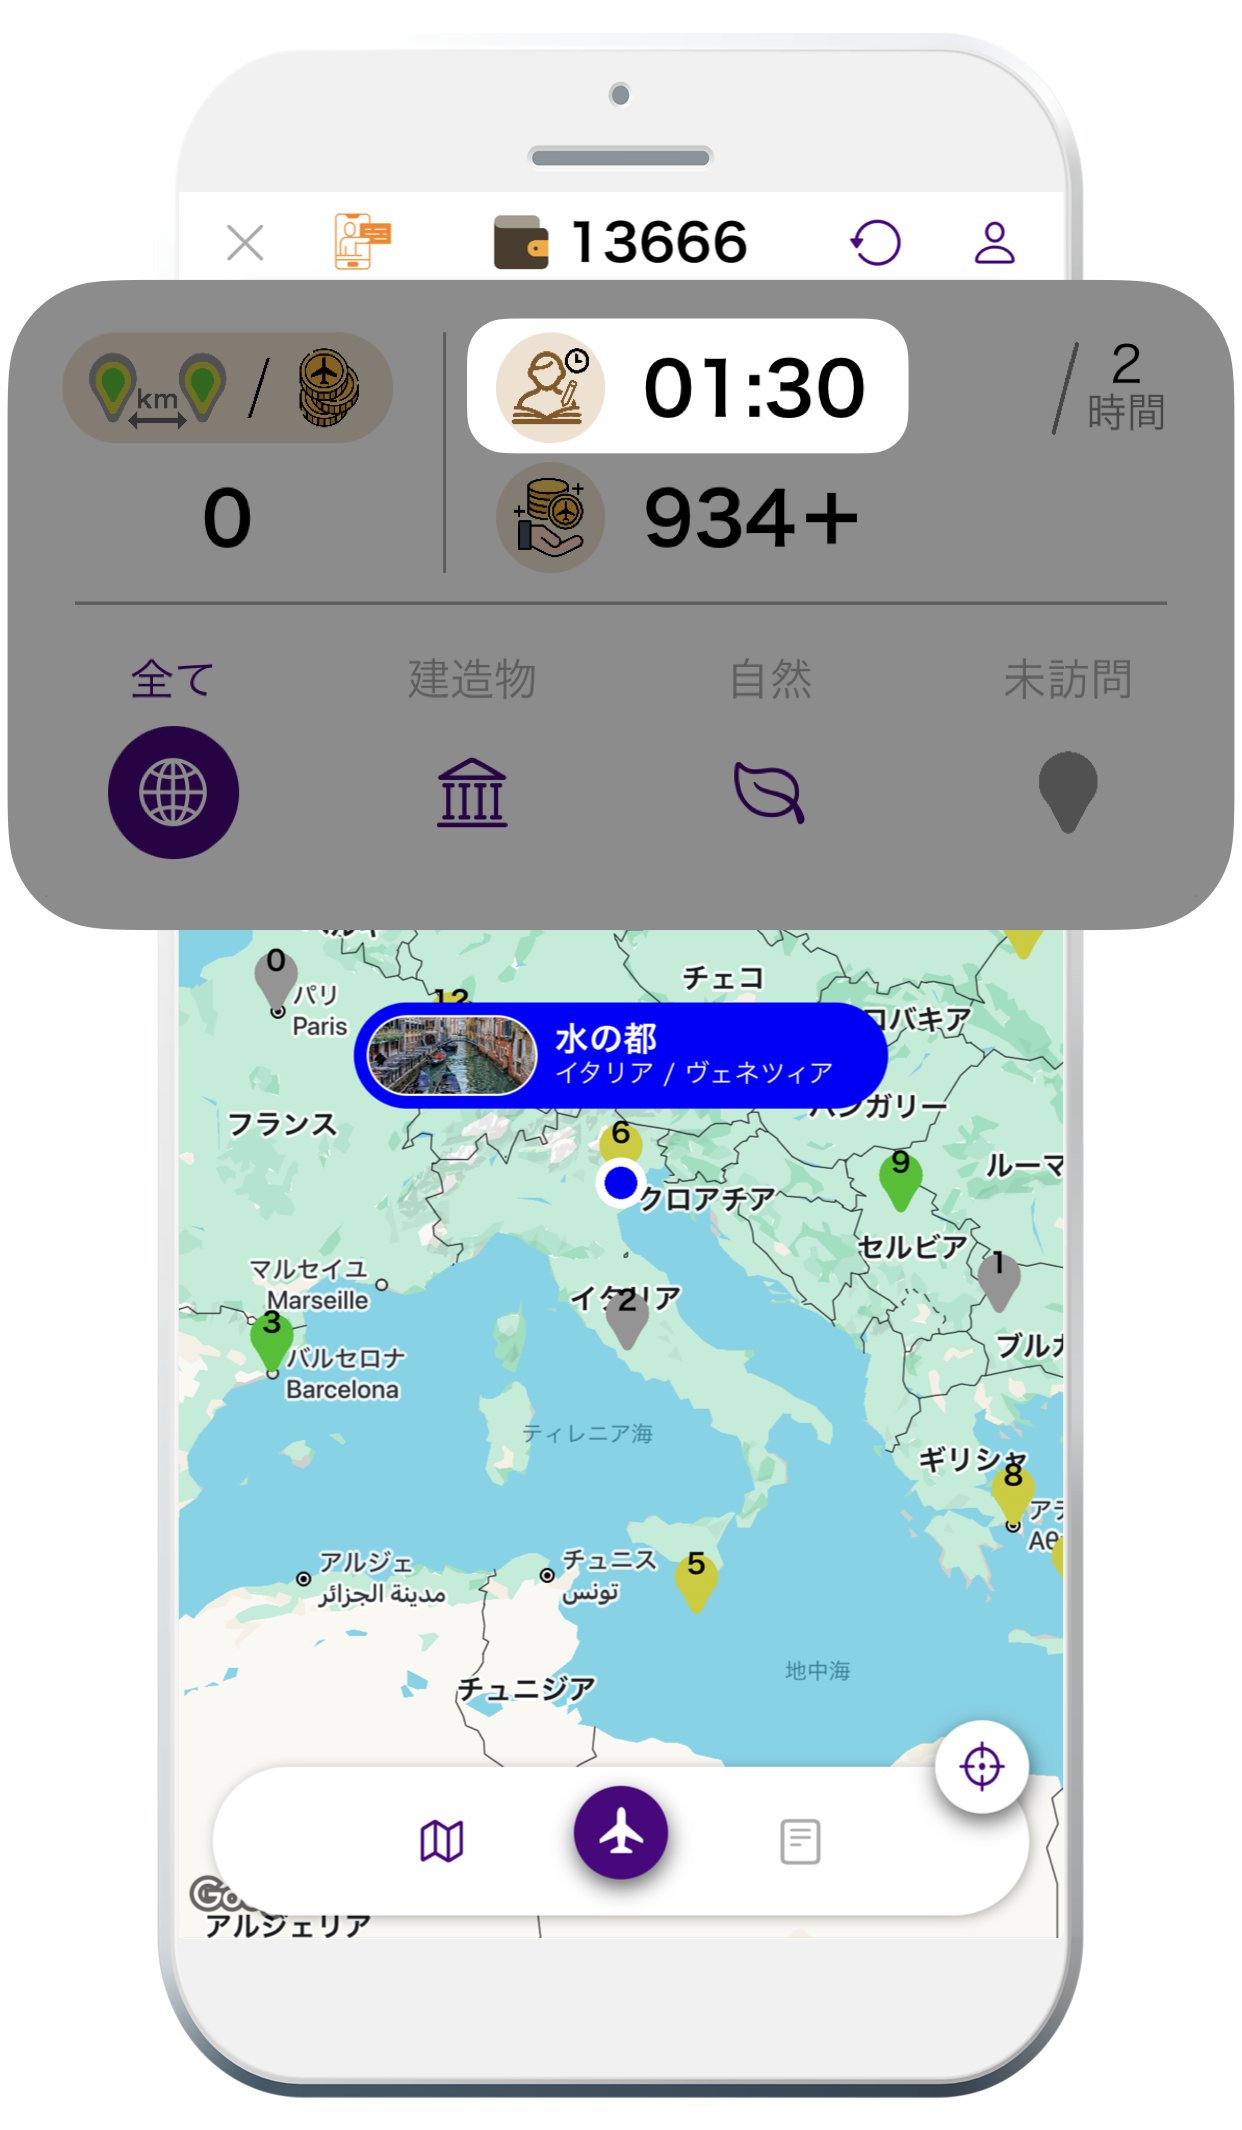 13666
km
/
01:30
/ 2
時間
0
934+
全て
建造物
自然
未訪問
0
パリ
Paris
12
チェコ
ロバキア
水の都
イタリア / ヴェネツィア
ハンガリー
フランス
6
9
ルーマ
クロアチア
セルビア
マルセイユ
Marseille
1
イタリア
2
3
バルセロナ
Barcelona
ブルガ
ティレニア海
ギリシャ
8
アテ
Αθ
アルジェ
مدينة الجزائر
チュニス
تونس
5
地中海
チュニジア
Goo
アルジェリア